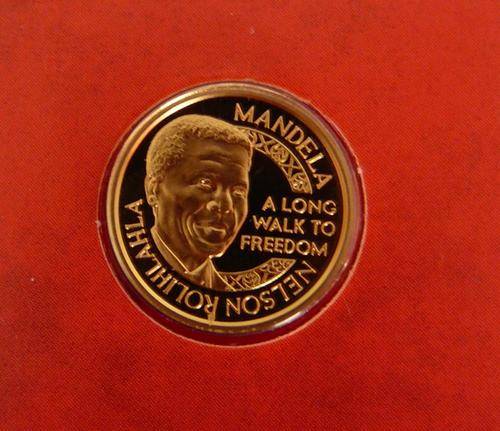 MANDELA
A LONG
WALK TO
FREEDOM
NELSON ROLIHLAHLA